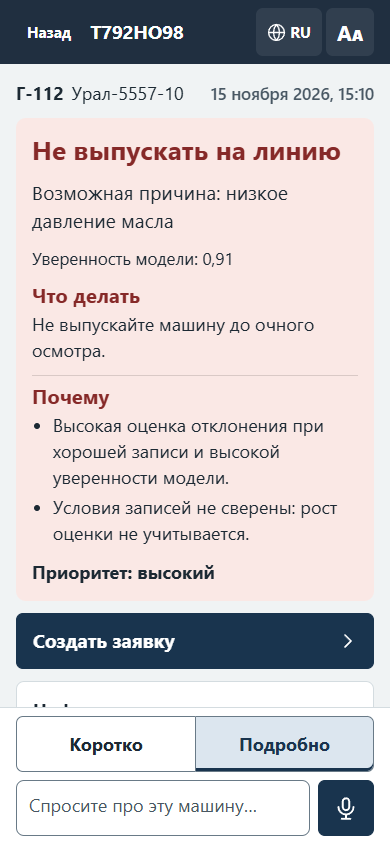 Назад T792HO98 RU Aᴀ
Г-112 Урал-5557-10 15 ноября 2026, 15:10
Не выпускать на линию
Возможная причина: низкое
давление масла
Уверенность модели: 0,91
Что делать
Не выпускайте машину до очного
осмотра.
Почему
• Высокая оценка отклонения при
хорошей записи и высокой
уверенности модели.
• Условия записей не сверены: рост
оценки не учитывается.
Приоритет: высокий
Создать заявку
Коротко Подробно
Спросите про эту машину...